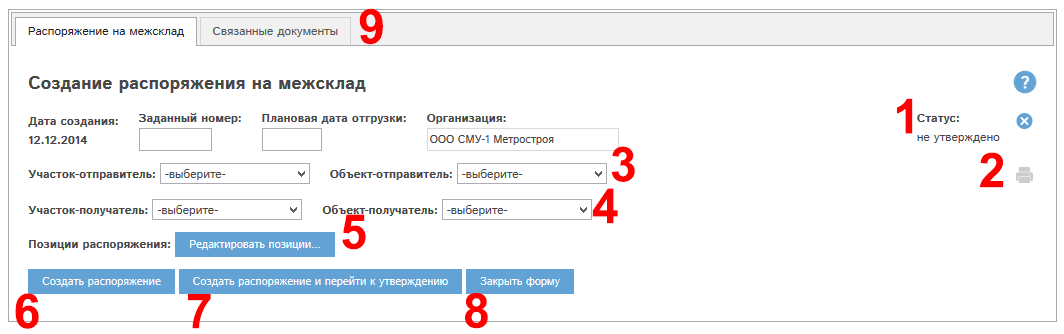 Распоряжение на межсклад Связанные документы 9
Создание распоряжения на межсклад ?
Дата создания: Заданный номер: Плановая дата отгрузки: Организация: 1 Статус:
12.12.2014 ООО СМУ-1 Метрострой не утверждено
2
Участок-отправитель: -выберите- Объект-отправитель: -выберите- 3
Участок-получатель: -выберите- Объект-получатель: -выберите- 4
Позиции распоряжения: Редактировать позиции... 5
Создать распоряжение Создать распоряжение и перейти к утверждению Закрыть форму
6 7 8